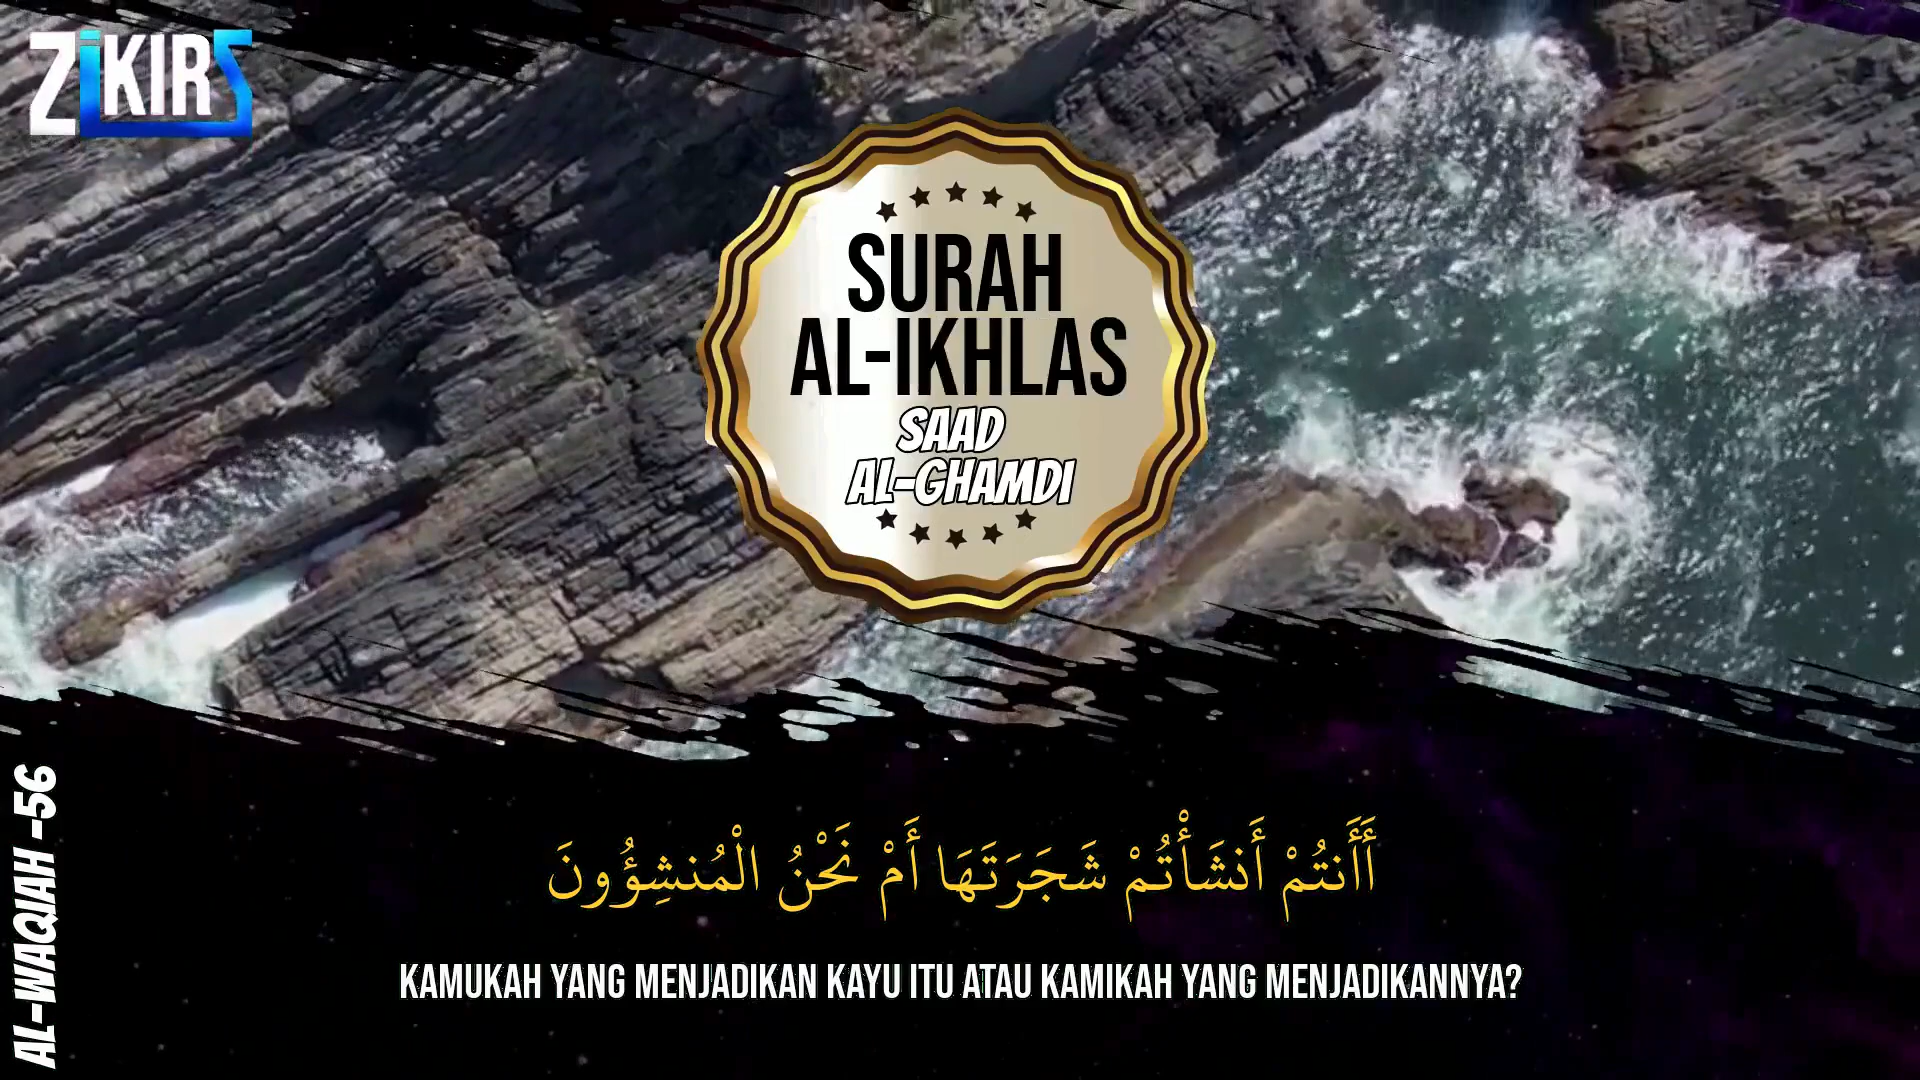 ZiKIRS
SURAH
AL-IKHLAS
SAAD
AL-GHAMDI
أَأَنتُمْ أَنشَأْتُمْ شَجَرَتَهَا أَمْ نَحْنُ الْمُنشِؤُونَ
KAMUKAH YANG MENJADIKAN KAYU ITU ATAU KAMIKAH YANG MENJADIKANNYA?
AL-WAQIAH -56